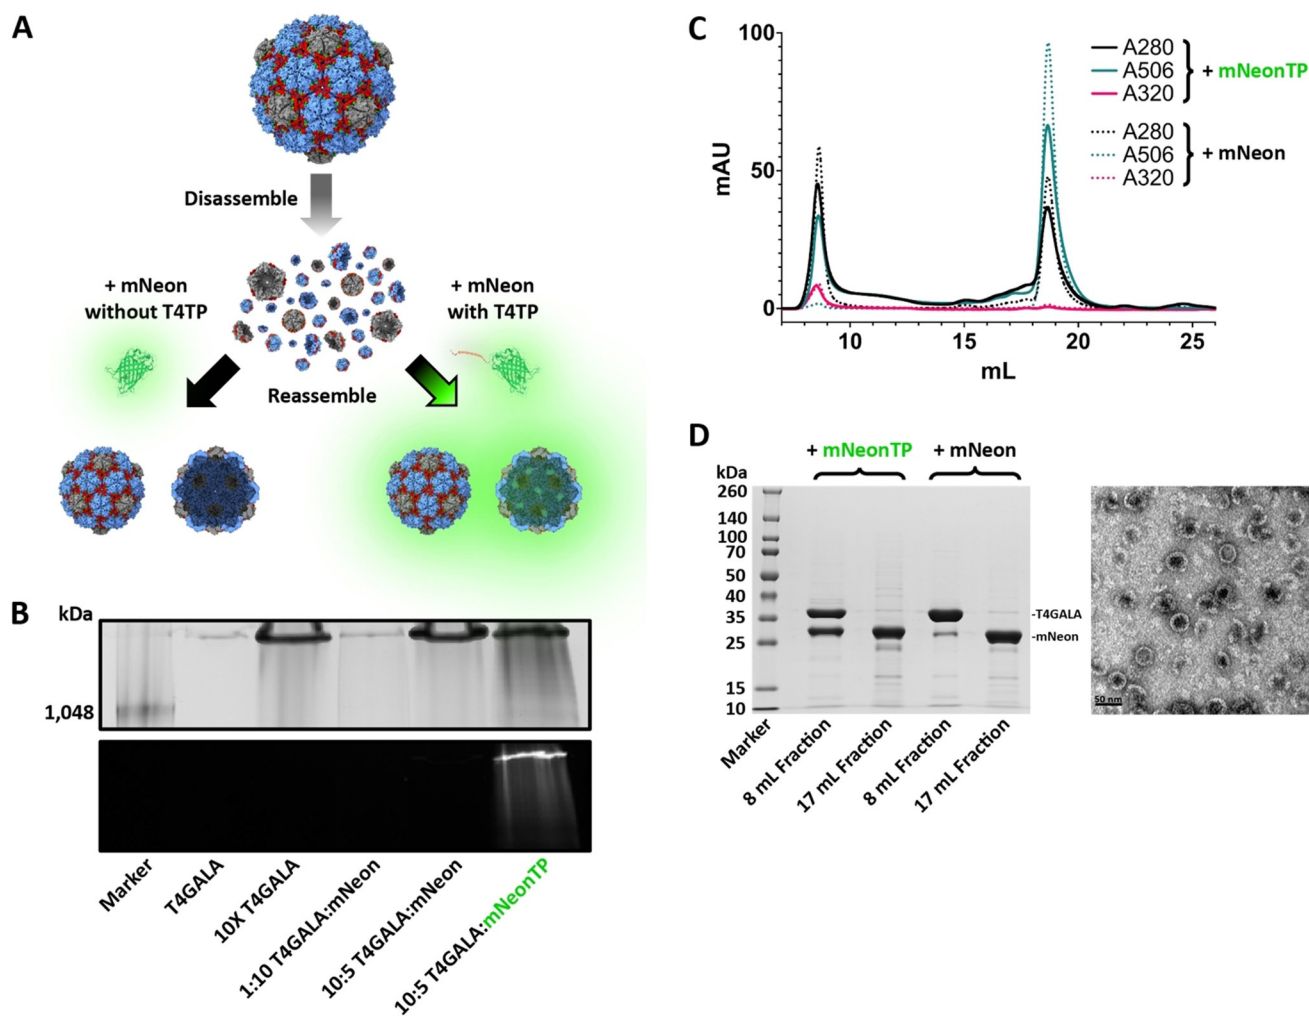 A
Disassemble
+ mNeon
without T4TP
+ mNeon
with T4TP
Reassemble
B
kDa
1,048
Marker
T4GALA
10X T4GALA
1:10 T4GALA:mNeon
10:5 T4GALA:mNeon
10:5 T4GALA:mNeonTP
C
100
50
0
mAU
10
15
20
25
mL
A280
A506
A320
+ mNeonTP
A280
A506
A320
+ mNeon
D
+ mNeonTP
+ mNeon
kDa
260
140
100
70
50
40
35
25
15
10
-T4GALA
-mNeon
Marker
8 mL Fraction
17 mL Fraction
8 mL Fraction
17 mL Fraction
50 nm